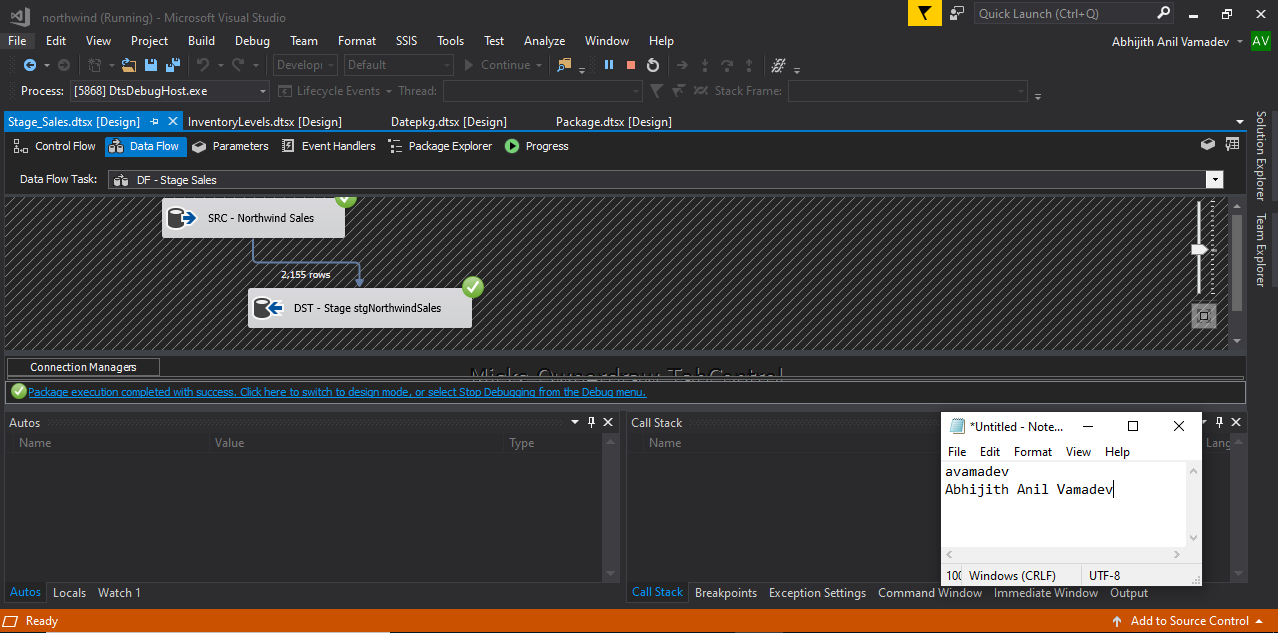 northwind (Running) - Microsoft Visual Studio
Quick Launch (Ctrl+Q)
File Edit View Project Build Debug Team Format SSIS Tools Test Analyze Window Help
Abhijith Anil Vamadev AV
Default Continue
Process: [5868] DtsDebugHost.exe Lifecycle Events Thread: Stack Frame:
Stage_Sales.dtsx [Design] InventoryLevels.dtsx [Design] Datepkg.dtsx [Design] Package.dtsx [Design]
Control Flow Data Flow Parameters Event Handlers Package Explorer Progress
Data Flow Task: DF - Stage Sales
Solution Explorer
Team Explorer
SRC - Northwind Sales
2,155 rows
DST - Stage stgNorthwindSales
Connection Managers
Package execution completed with success. Click here to switch to design mode, or select Stop Debugging from the Debug menu.
Autos
Name Value Type
Call Stack
Name Lang
*Untitled - Note...
File Edit Format View Help
avamadev
Abhijith Anil Vamadev
Windows (CRLF) UTF-8
Autos Locals Watch 1
Call Stack Breakpoints Exception Settings Command Window Immediate Window Output
Ready
Add to Source Control